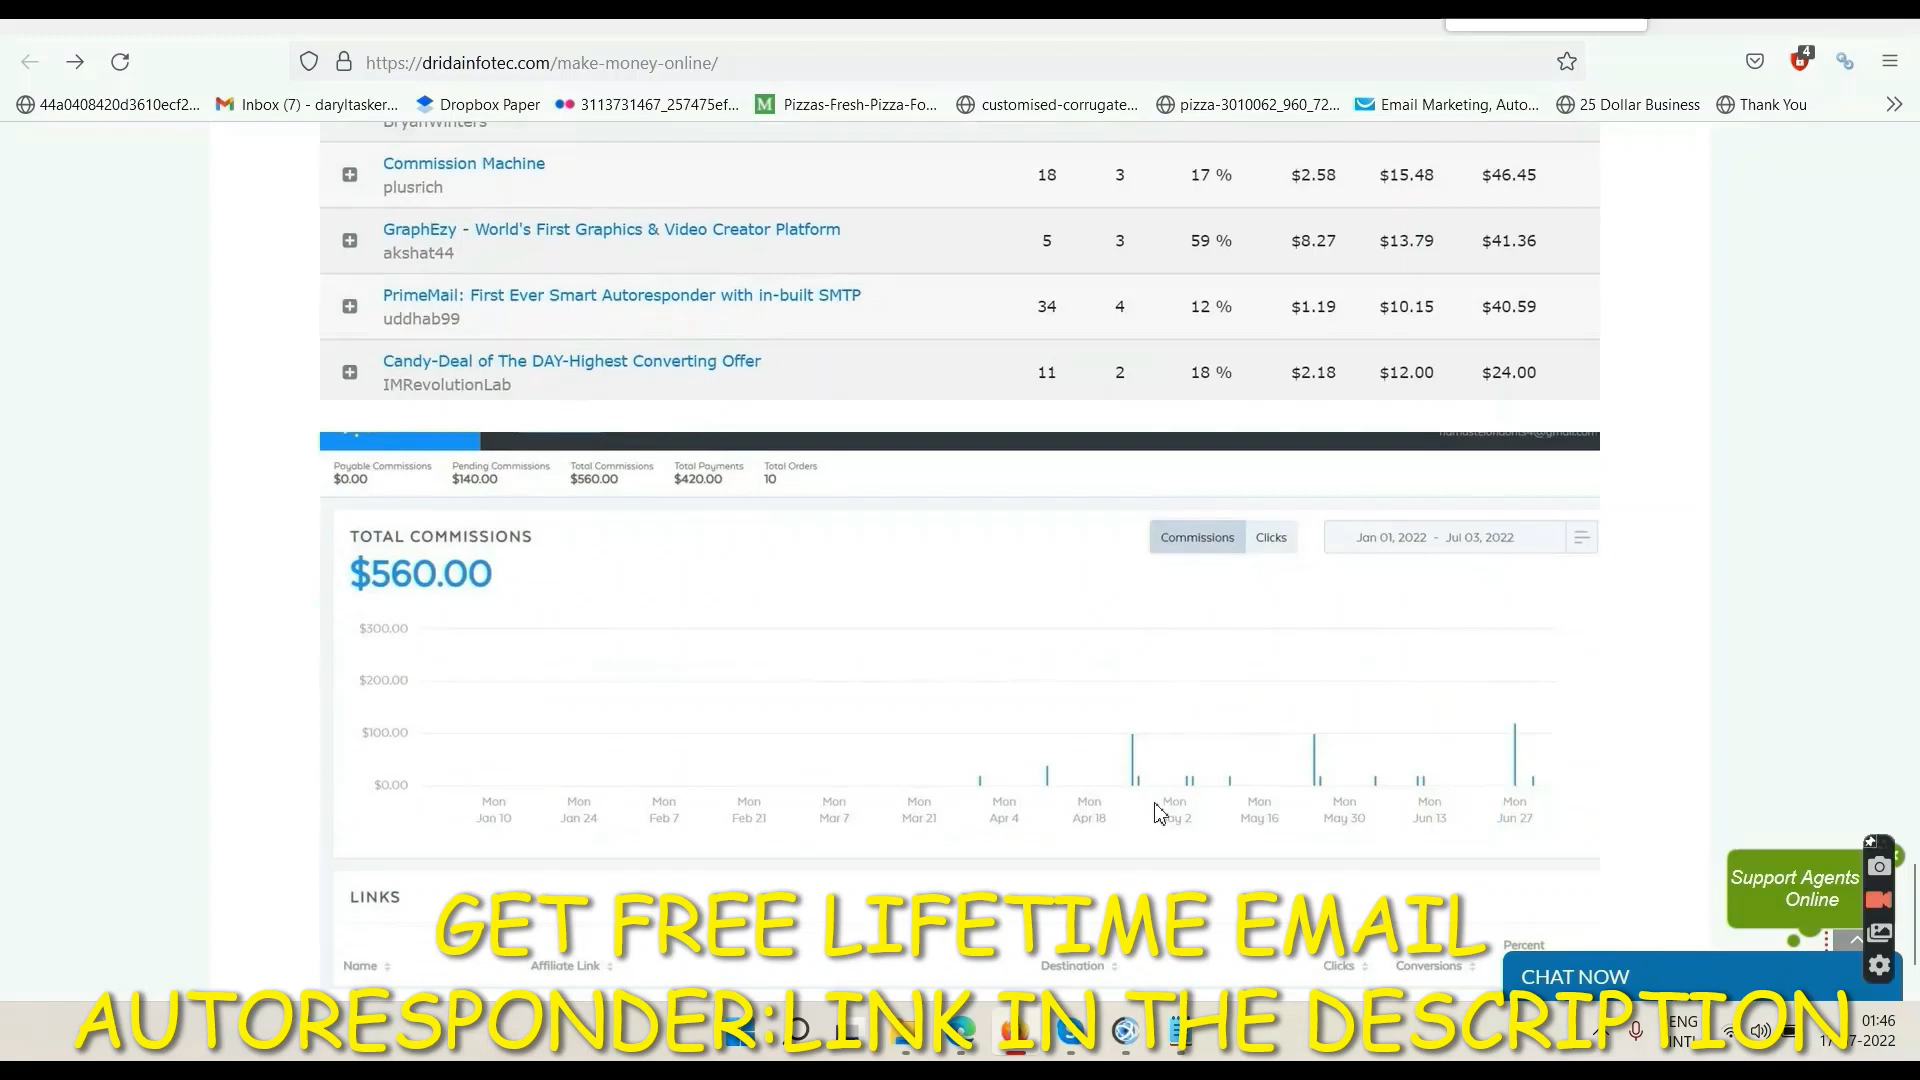 https://dridainfotec.com/make-money-online/
4
44a0408420d3610ecf2...
Inbox (7) - daryltasker...
Dropbox Paper
3113731467_257475ef...
Pizzas-Fresh-Pizza-Fo...
customised-corrugate...
pizza-3010062_960_72...
Email Marketing, Auto...
25 Dollar Business
Thank You
BryanWinters
Commission Machine 18 3 17 % $2.58 $15.48 $46.45
plusrich
GraphEzy - World's First Graphics & Video Creator Platform 5 3 59 % $8.27 $13.79 $41.36
akshat44
PrimeMail: First Ever Smart Autoresponder with in-built SMTP 34 4 12 % $1.19 $10.15 $40.59
uddhab99
Candy-Deal of The DAY-Highest Converting Offer 11 2 18 % $2.18 $12.00 $24.00
IMRevolutionLab
Payable Commissions Pending Commissions Total Commissions Total Payments Total Orders
$0.00 $140.00 $560.00 $420.00 10
TOTAL COMMISSIONS
$560.00
Commissions Clicks Jan 01, 2022 - Jul 03, 2022
$300.00
$200.00
$100.00
$0.00
Mon Mon Mon Mon Mon Mon Mon Mon Mon Mon Mon Mon Mon
Jan 10 Jan 24 Feb 7 Feb 21 Mar 7 Mar 21 Apr 4 Apr 18 May 2 May 16 May 30 Jun 13 Jun 27
LINKS
Name Affiliate Link Destination Clicks Conversions Percent
Support Agents
Online
CHAT NOW
GET FREE LIFETIME EMAIL
AUTORESPONDER:LINK IN THE DESCRIPTION
ENG
INTL
01:46